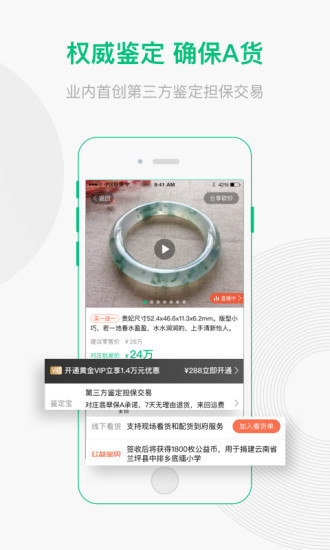 权威鉴定 确保A货
业内首创第三方鉴定担保交易
9:41 AM
返回
分享砍价
直播中
买一送一 贵妃尺寸52.4x46.6x11.3x6.2mm。版型小
巧，若一池春水盈盈，水水润润的，上手清新怡人。
建议零售价 ¥28万
对庄批发价 ¥24万
VIP 开通黄金VIP立享1.4万元优惠 ¥288立即开通
第三方鉴定担保交易
鉴定宝 对庄翡翠保A承诺，7天无理由退货，来回运费
线下看货 支持现场看货和配货到府服务 加入看货单
公益宝贝 签收后将获得1800枚公益币，用于捐建云南省
兰坪县中排乡底缅小学